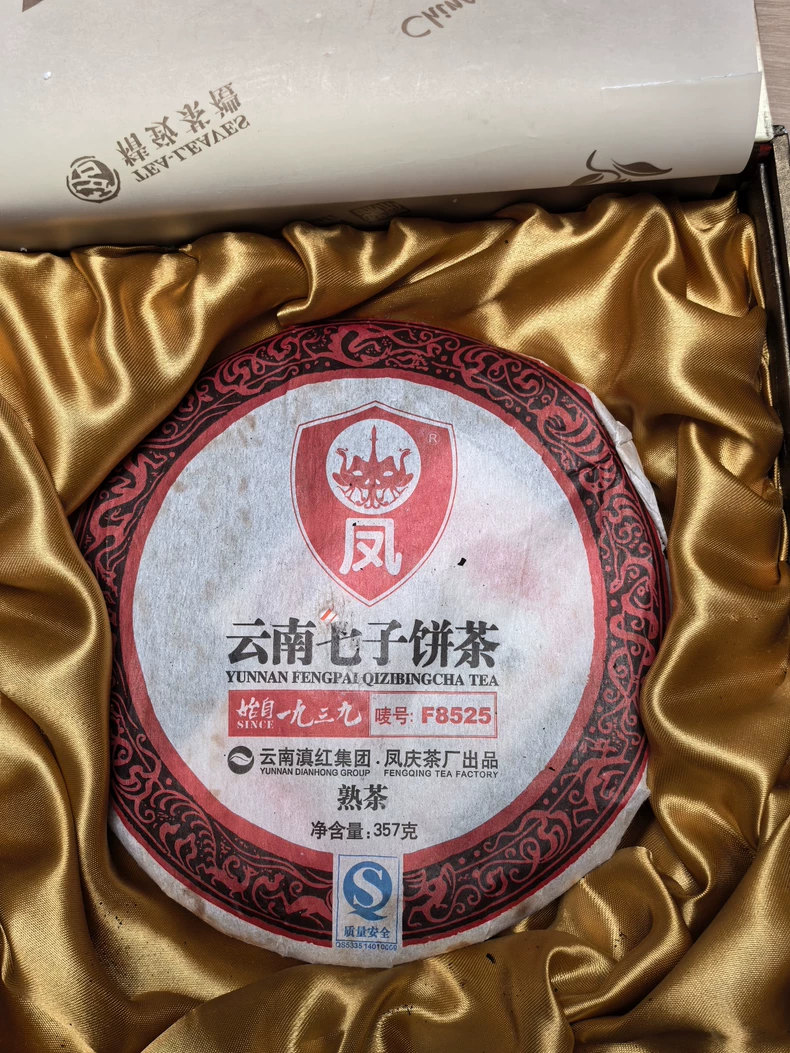 TEA-LEAVES
R
凤
云南七子饼茶
YUNNAN FENGPAI QIZIBINGCHA TEA
始自一九三九 唛号: F8525
SINCE
云南滇红集团 . 凤庆茶厂出品
YUNNAN DIANHONG GROUP FENGQING TEA FACTORY
熟茶
净含量: 357克
质量安全